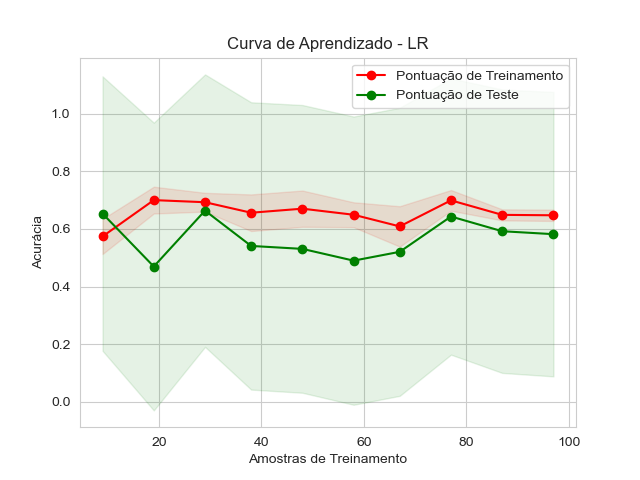 Curva de Aprendizado - LR
Pontuação de Treinamento
Pontuação de Teste
Acurácia
1.0
0.8
0.6
0.4
0.2
0.0
20
40
60
80
100
Amostras de Treinamento